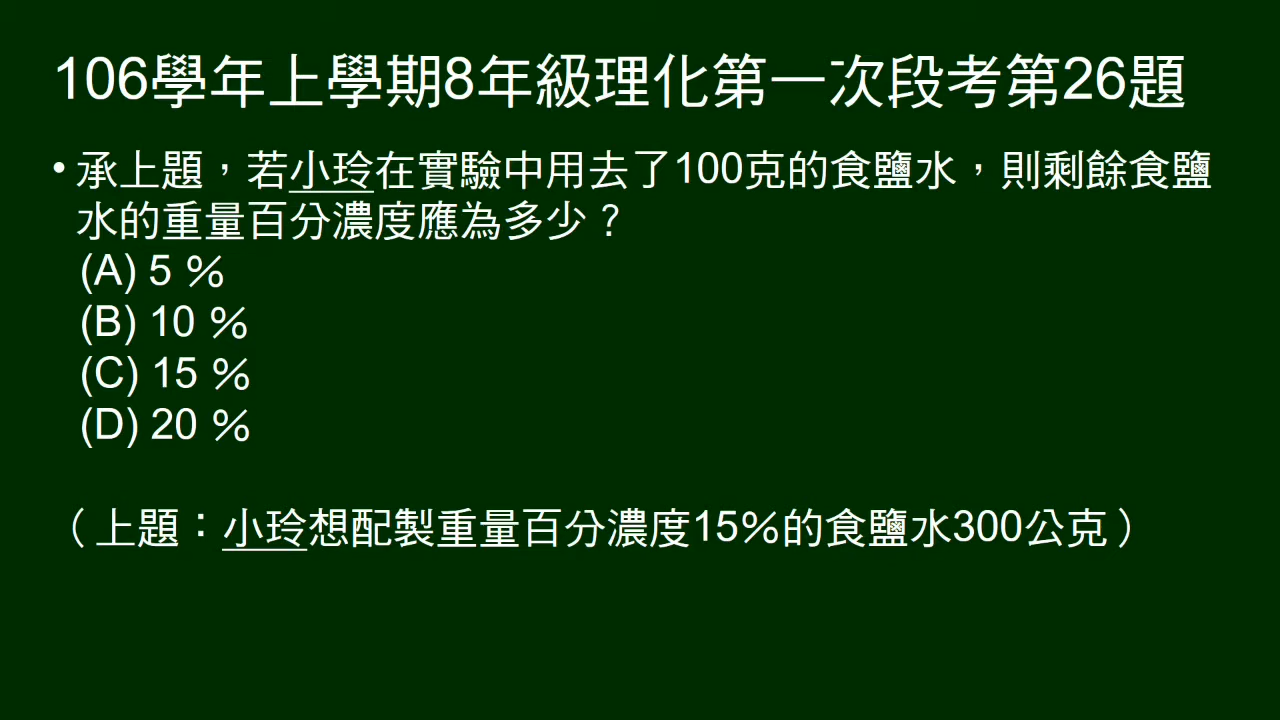 106學年上學期8年級理化第一次段考第26題
•承上題，若小玲在實驗中用去了100克的食鹽水，則剩餘食鹽
水的重量百分濃度應為多少？
(A) 5 ％
(B) 10 ％
(C) 15 ％
(D) 20 ％
（上題：小玲想配製重量百分濃度15％的食鹽水300公克）